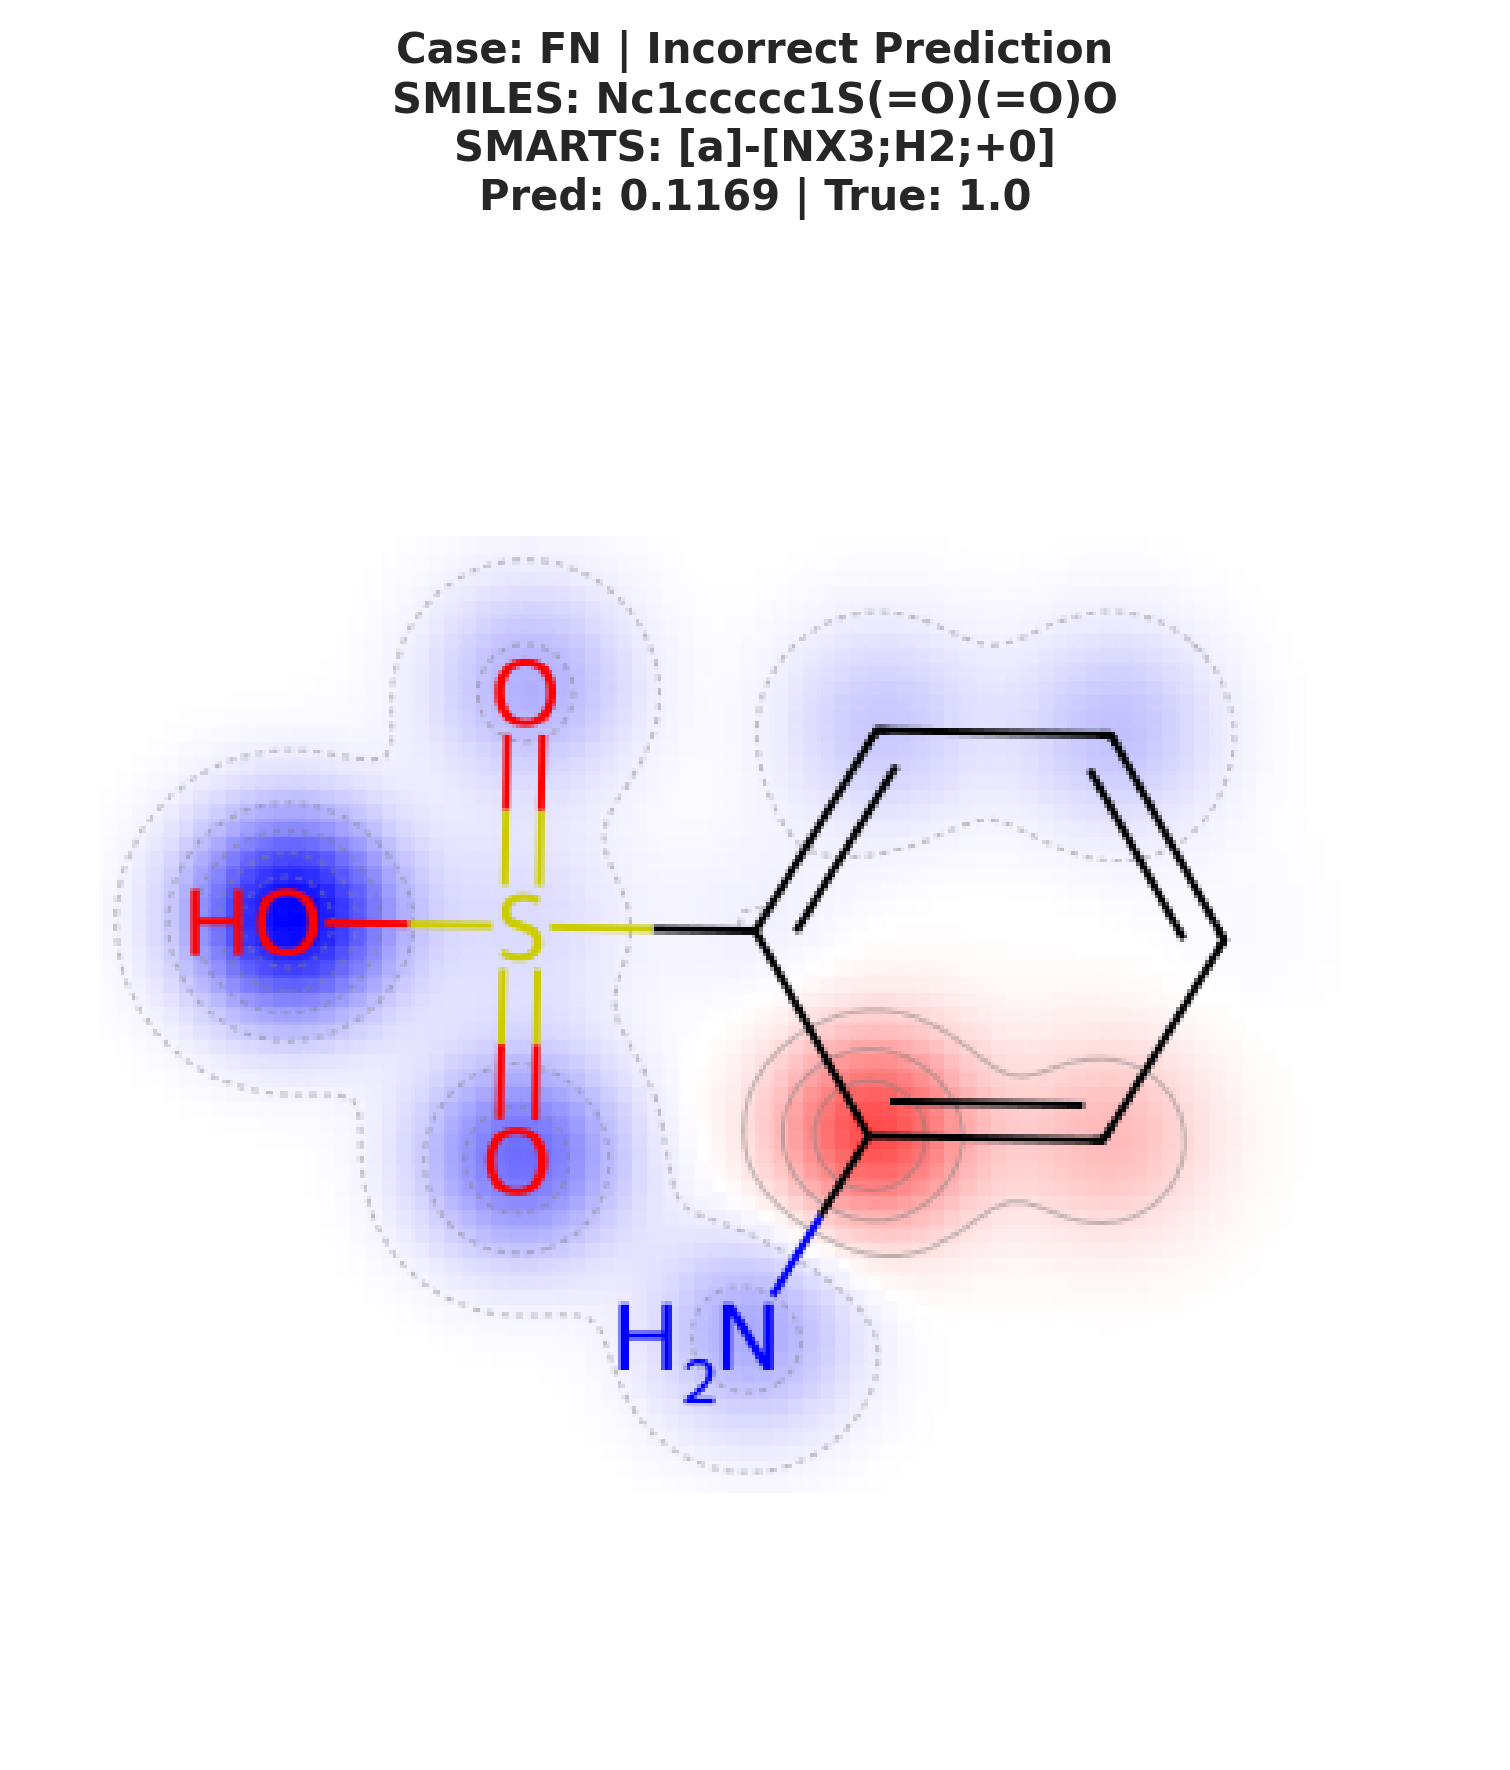 Case: FN | Incorrect Prediction
SMILES: Nc1ccccc1S(=O)(=O)O
SMARTS: [a]-[NX3;H2;+0]
Pred: 0.1169 | True: 1.0
O
HO
S
O
H2N